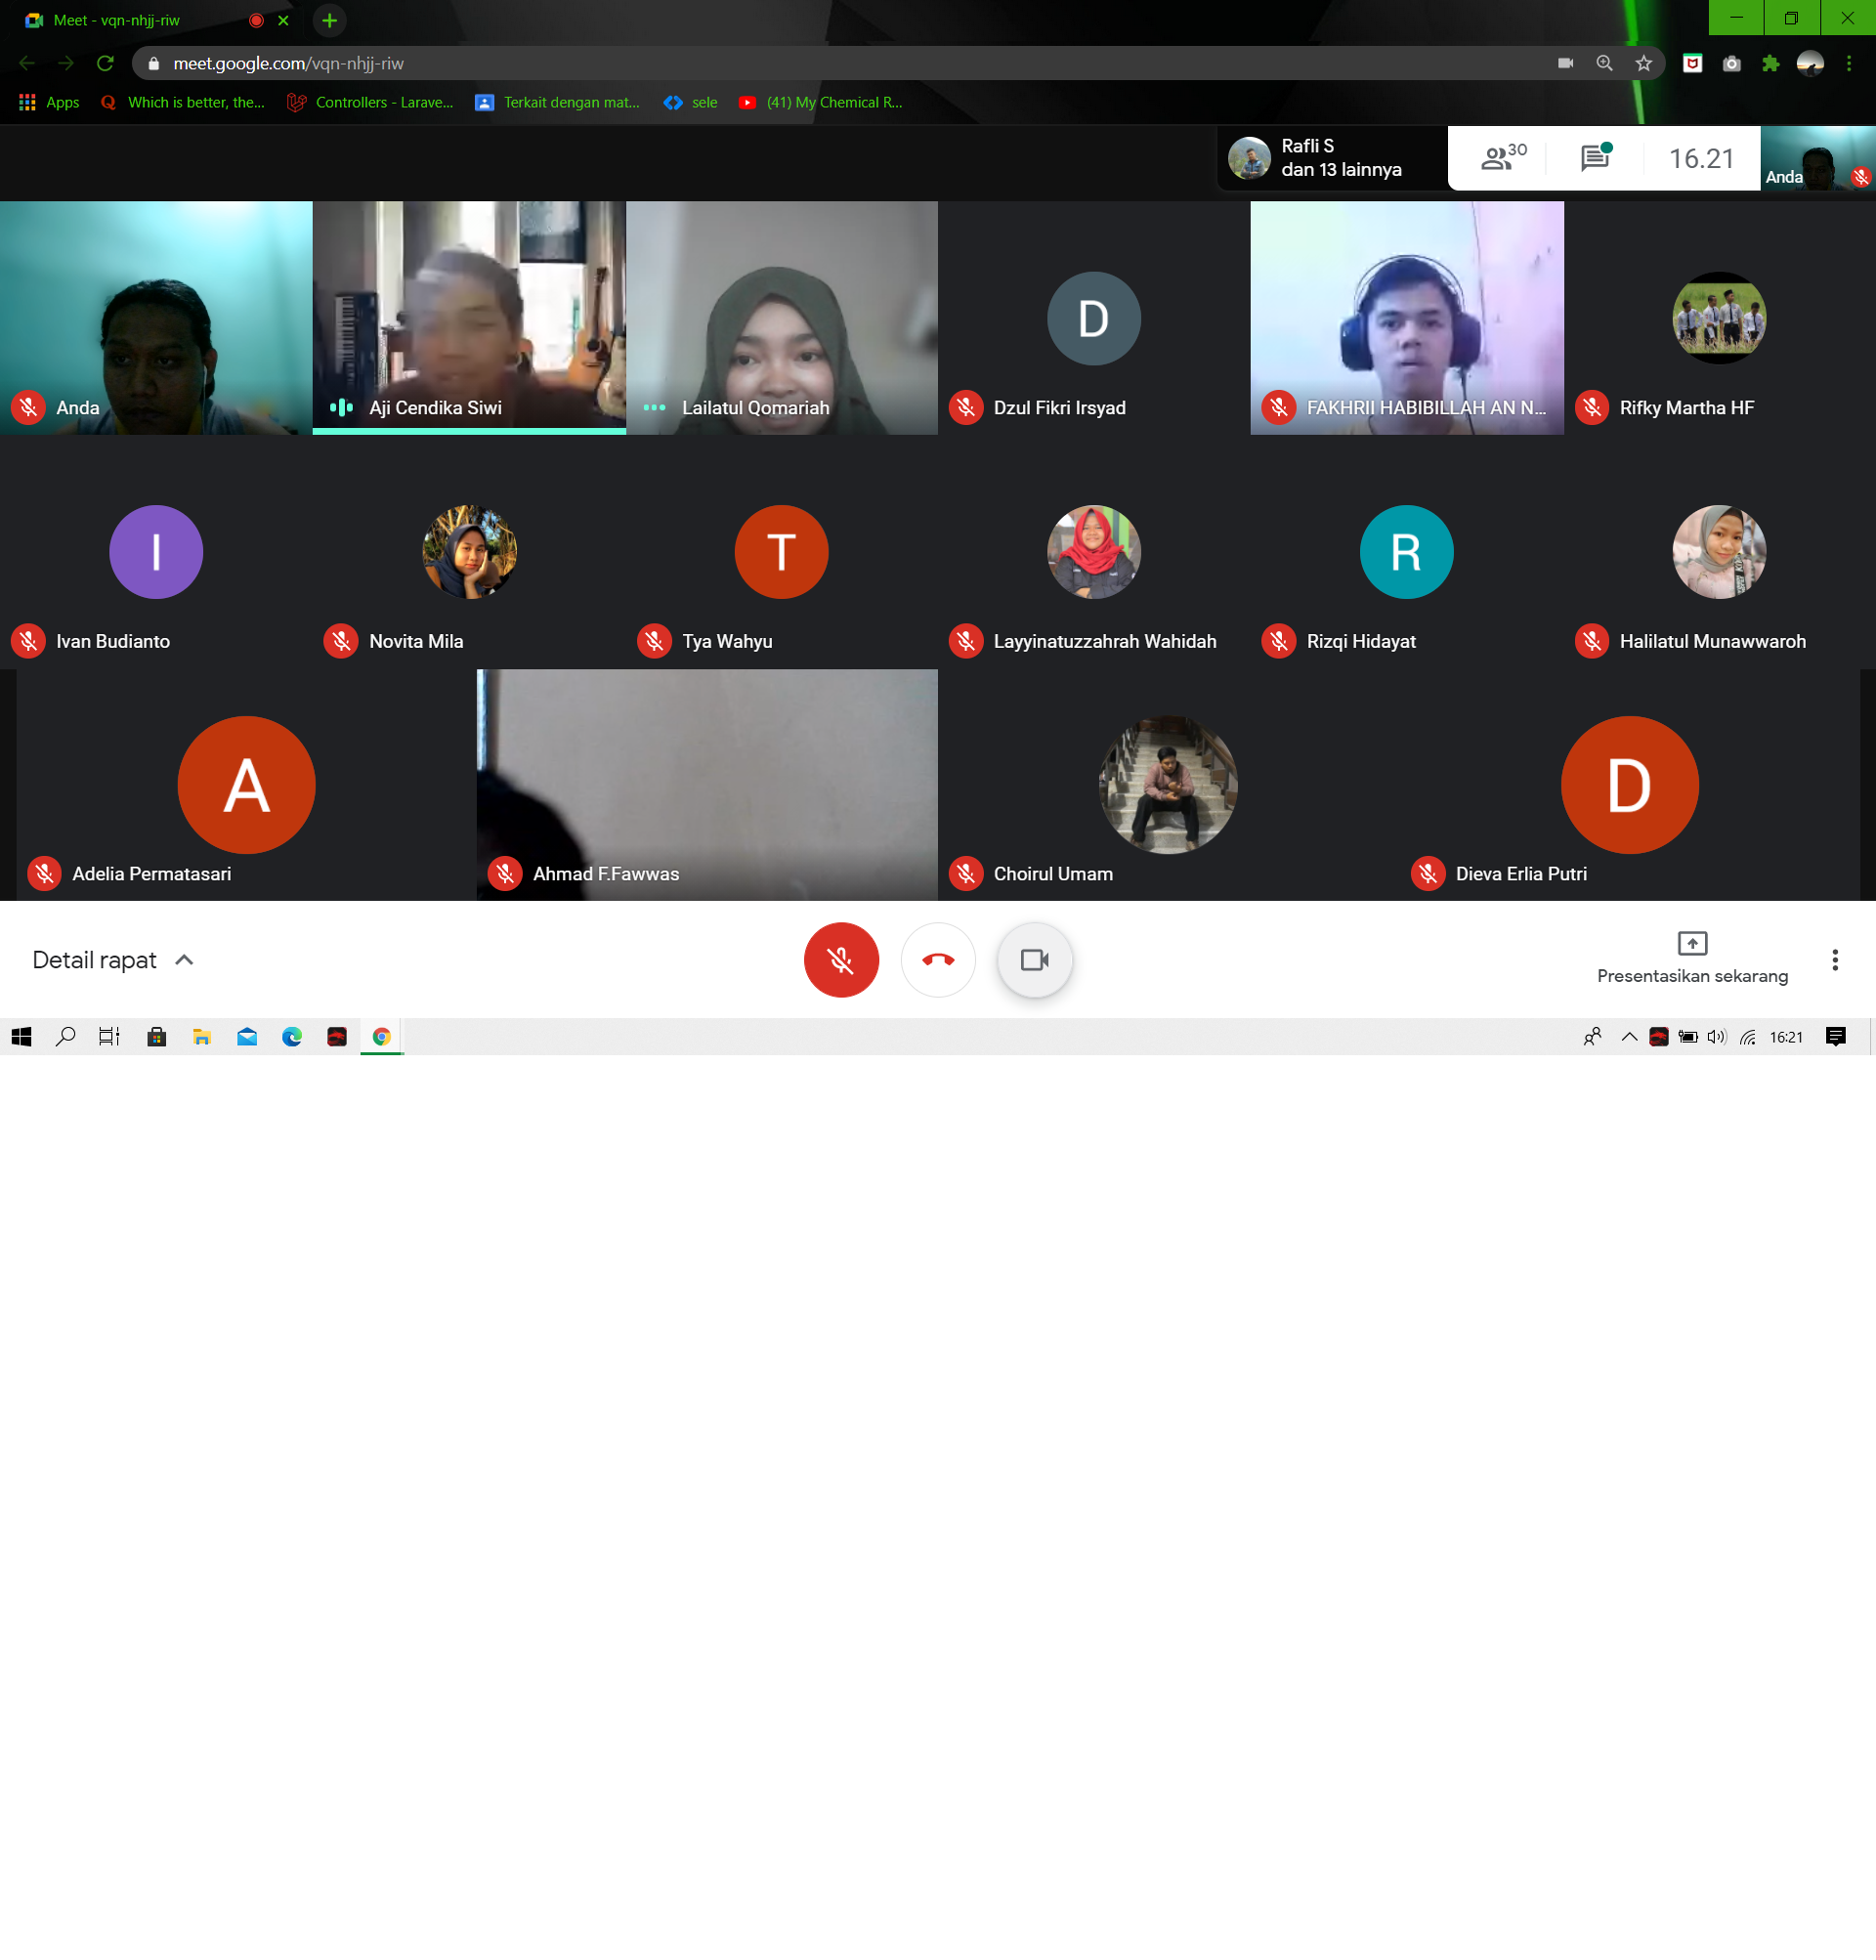 Meet - vqn-nhjj-riw
meet.google.com/vqn-nhjj-riw
Apps
Which is better, the...
Controllers - Larave...
Terkait dengan mat...
sele
(41) My Chemical R...
Rafli S
dan 13 lainnya
30
16.21
Anda
Anda
Aji Cendika Siwi
Lailatul Qomariah
D
Dzul Fikri Irsyad
FAKHRII HABIBILLAH AN N...
Rifky Martha HF
I
Ivan Budianto
Novita Mila
T
Tya Wahyu
Layyinatuzzahrah Wahidah
R
Rizqi Hidayat
Halilatul Munawwaroh
A
Adelia Permatasari
Ahmad F.Fawwas
Choirul Umam
D
Dieva Erlia Putri
Detail rapat
Presentasikan sekarang
16:21